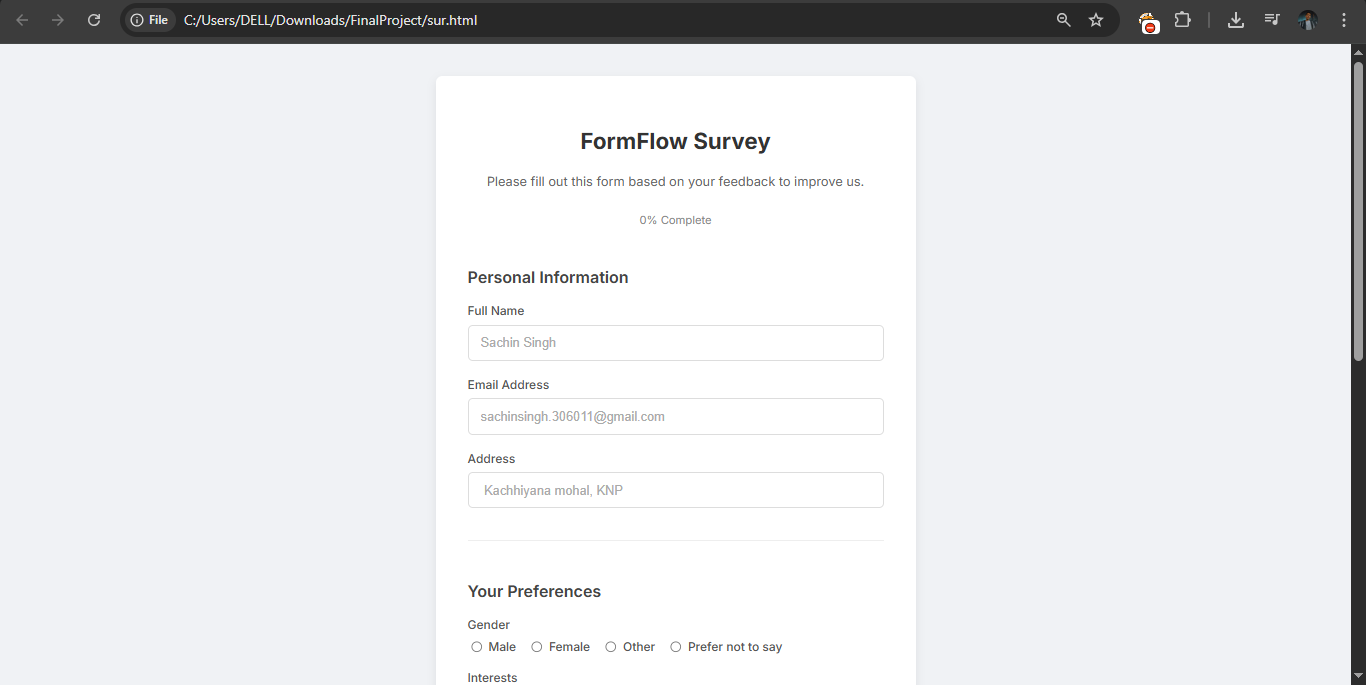 File C:/Users/DELL/Downloads/FinalProject/sur.html
FormFlow Survey
Please fill out this form based on your feedback to improve us.
0% Complete
Personal Information
Full Name
Sachin Singh
Email Address
sachinsingh.306011@gmail.com
Address
Kachhiyana mohal, KNP
Your Preferences
Gender
Male Female Other Prefer not to say
Interests